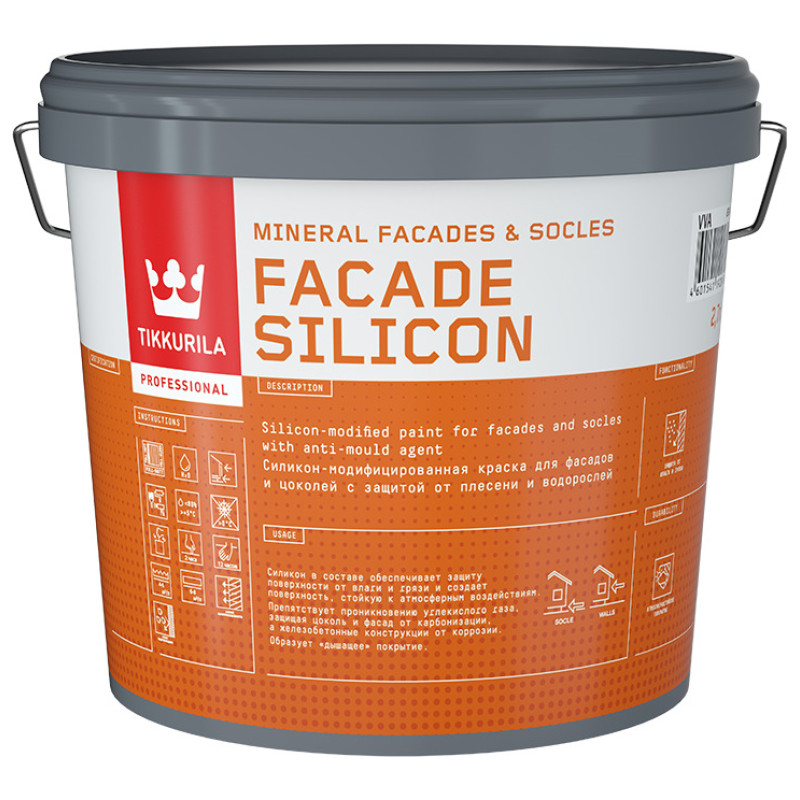 MINERAL FACADES & SOCLES
FACADE
SILICON
TIKKURILA
PROFESSIONAL
VVA
DESCRIPTION
Silicon-modified paint for facades and socles
with anti-mould agent
Силикон-модифицированная краска для фасадов
и цоколей с защитой от плесени и водорослей
INSTRUCTIONS
USAGE
Силикон в составе обеспечивает защиту
поверхности от влаги и грязи и создает
поверхность, стойкую к атмосферным воздействиям.
Препятствует проникновению углекислого газа,
защищая цоколь и фасад от карбонизации,
а железобетонные конструкции от коррозии.
Образует «дышащее» покрытие.
SOCLE
WALLS
FUNCTIONALITY
DURABILITY